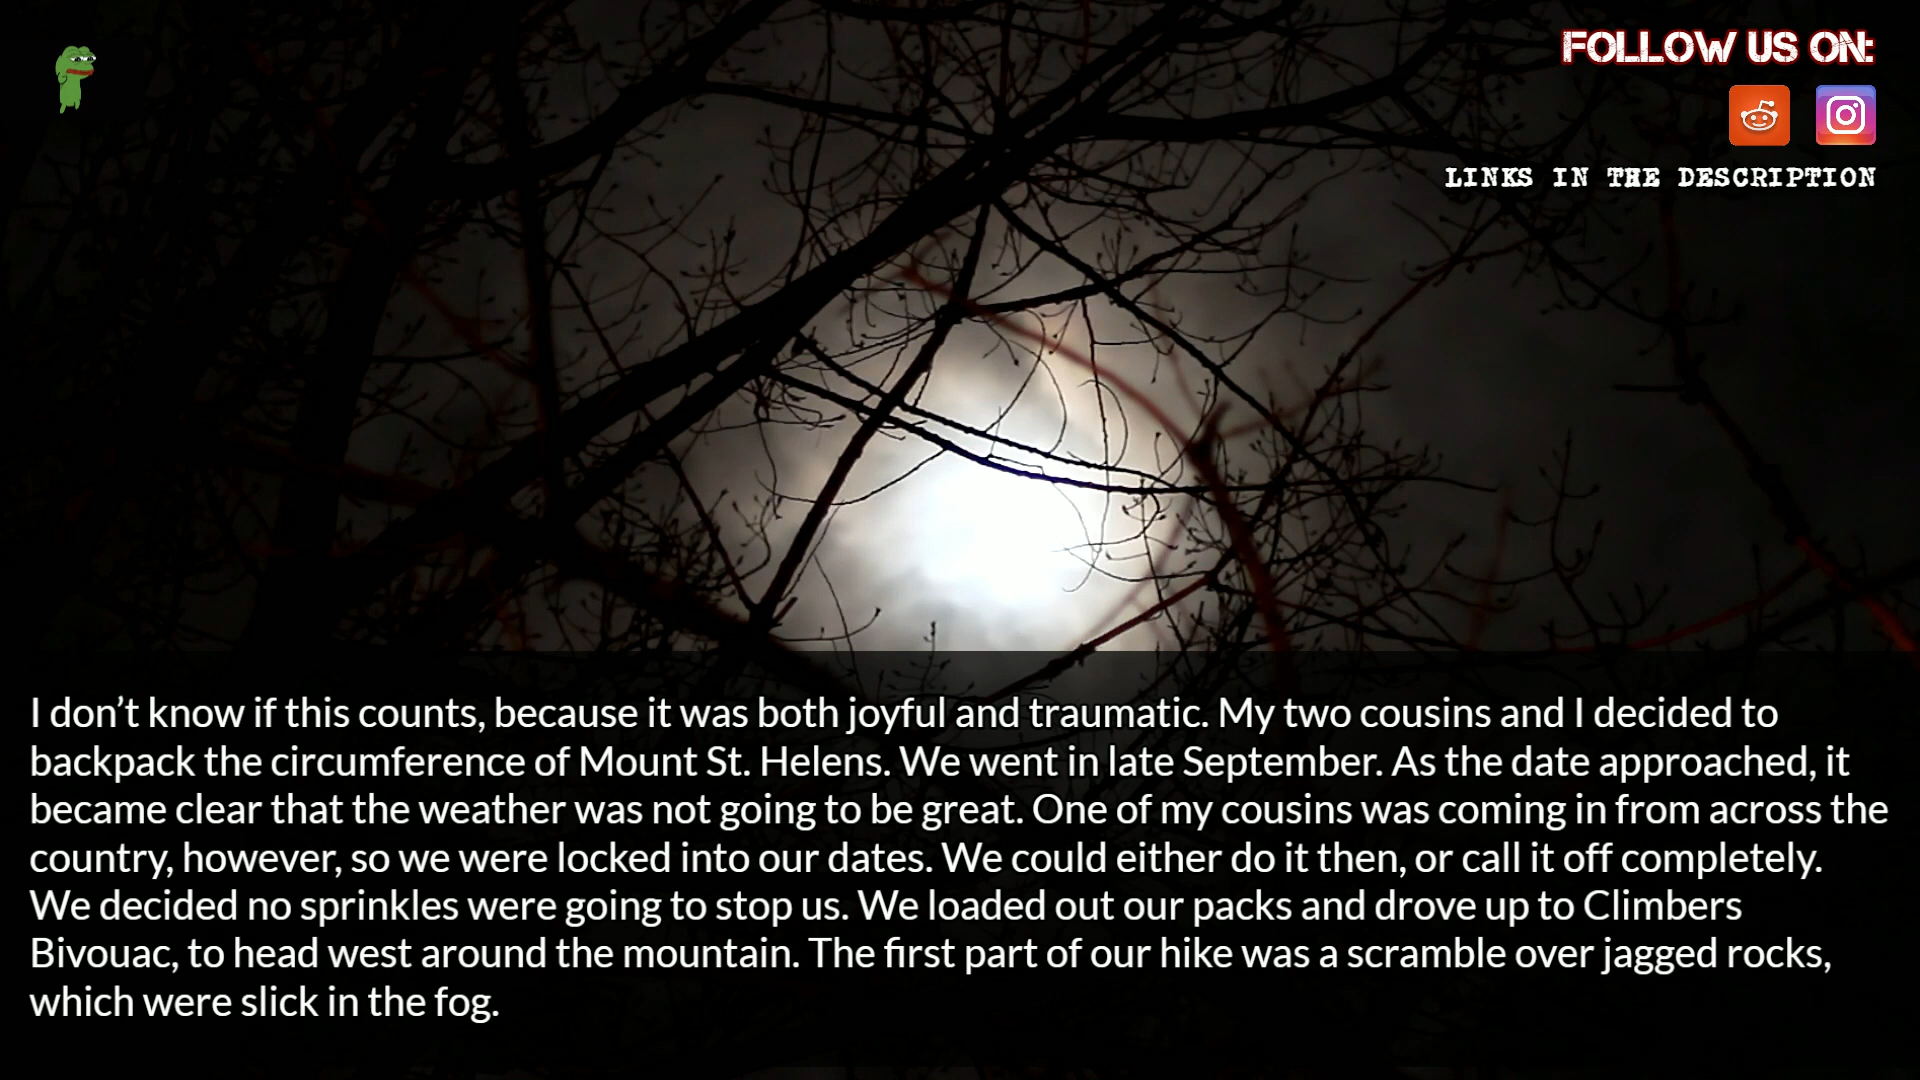 FOLLOW US ON:
LINKS IN THE DESCRIPTION
I don’t know if this counts, because it was both joyful and traumatic. My two cousins and I decided to
backpack the circumference of Mount St. Helens. We went in late September. As the date approached, it
became clear that the weather was not going to be great. One of my cousins was coming in from across the
country, however, so we were locked into our dates. We could either do it then, or call it off completely.
We decided no sprinkles were going to stop us. We loaded out our packs and drove up to Climbers
Bivouac, to head west around the mountain. The first part of our hike was a scramble over jagged rocks,
which were slick in the fog.